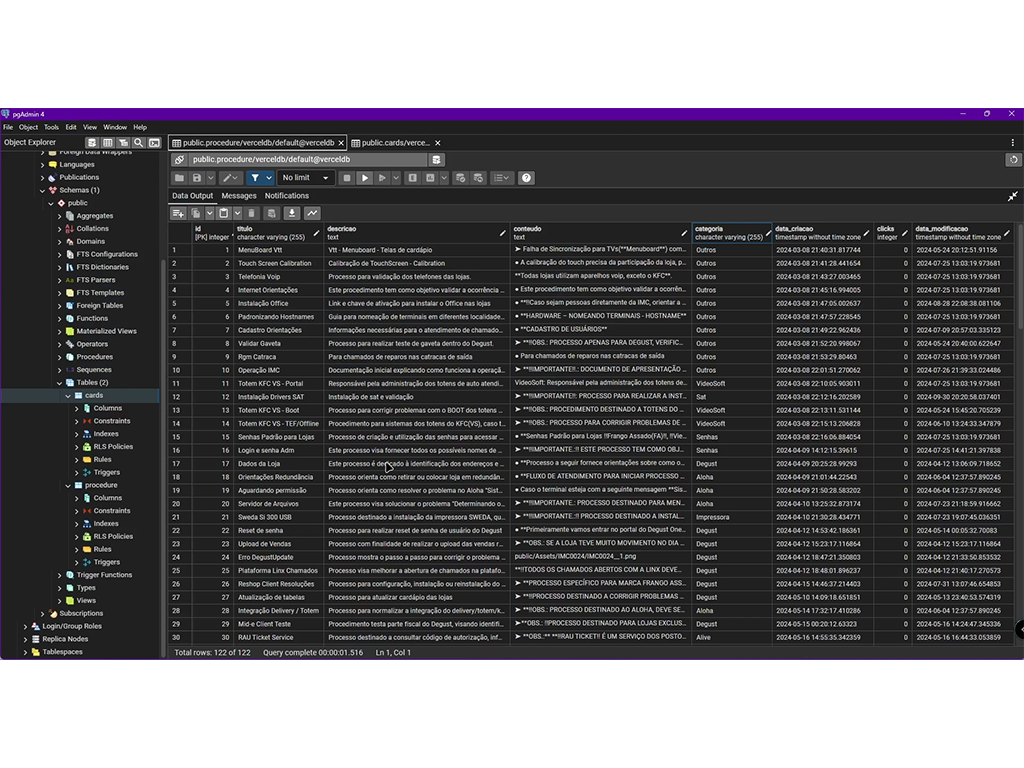 pgAdmin 4
File Object Tools Edit View Window Help
Object Explorer
public.procedure/verceldb/default@verceldb
public.cards/verce...
public.procedure/verceldb/default@verceldb
No limit
Data Output Messages Notifications
Foreign Data Wrappers
Languages
Publications
Schemas (1)
public
Aggregates
Collations
Domains
FTS Configurations
FTS Dictionaries
FTS Parsers
FTS Templates
Foreign Tables
Functions
Materialized Views
Operators
Procedures
Sequences
Tables (2)
cards
Columns
Constraints
Indexes
RLS Policies
Rules
Triggers
procedure
Columns
Constraints
Indexes
RLS Policies
Rules
Triggers
Trigger Functions
Types
Views
Subscriptions
Login/Group Roles
Replica Nodes
Tablespaces
id titulo descricao conteudo categoria data_criacao clicks data_modificacao
[PK] integer character varying (255) text text character varying (255) timestamp without time zone integer timestamp without time zone
1 1 MenuBoard Vtt Vtt - Menuboard - Telas de cardápio ➤ Falha de Sincronização para TVs(**Menuboard**) com... Outros 2024-03-08 21:40:31.817744 0 2024-05-24 20:12:51.91156
2 2 Touch Screen Calibration Calibração de TouchScreen - Calibration • A calibração do touch precisa da participação da loja, p... Outros 2024-03-08 21:41:28.441654 0 2024-07-25 13:03:19.973681
3 3 Telefonia Voip Processo para validação dos telefones das lojas. **Todas lojas utilizam aparelhos voip, exceto o KFC**. Outros 2024-03-08 21:43:27.003465 0 2024-07-25 13:03:19.973681
4 4 Internet Orientações Este procedimento tem como objetivo validar a ocorrência ... • Este procedimento tem como objetivo validar a ocorrên... Outros 2024-03-08 21:45:16.994005 0 2024-07-25 13:03:19.973681
5 5 Instalação Office Link e chave de ativação para instalar o Office nas lojas • !!Caso sejam pessoas diretamente da IMC, orientar a ... Outros 2024-03-08 21:47:05.002637 0 2024-08-28 22:08:38.081106
6 6 Padronizando Hostnames Guia para nomeação de terminais em diferentes localidade... • **HARDWARE – NOMEANDO TERMINAIS - HOSTNAME** Outros 2024-03-08 21:47:57.228545 0 2024-07-25 13:03:19.973681
7 7 Cadastro Orientações Informações necessárias para o atendimento de chamado... • **CADASTRO DE USUÁRIOS** Outros 2024-03-08 21:49:22.962436 0 2024-07-09 20:57:03.335123
8 8 Validar Gaveta Processo para realizar teste de gaveta dentro do Degust. ➤ **!!OBS.: PROCESSO APENAS PARA DEGUST, VERIFIC... Outros 2024-03-08 21:52:20.998067 0 2024-05-24 20:40:00.622647
9 9 Rgm Catraca Para chamados de reparos nas catracas de saída • Para chamados de reparos nas catracas de saída Outros 2024-03-08 21:53:29.80463 0 2024-07-25 13:03:19.973681
10 10 Operação IMC Documentação inicial explicando como funciona a operaçã... ➤ **!!IMPORTANTE.: DOCUMENTO DE APRESENTAÇÃO ... Outros 2024-03-08 22:01:51.270062 0 2024-07-26 21:39:33.024486
11 11 Totem KFC VS - Portal Responsável pela administração dos totens de auto atendi... VideoSoft: Responsável pela administração dos totens de... VideoSoft 2024-03-08 22:10:05.903011 0 2024-07-25 13:03:19.973681
12 12 Instalação Drivers SAT Instalação de sat e validação ➤ **!!IMPORTANTE!: PROCESSO PARA REALIZAR A INST... Sat 2024-03-08 22:12:16.202589 0 2024-09-30 20:20:58.037401
13 13 Totem KFC VS - Boot Processo para corrigir problemas com o BOOT dos totens ... ➤ **!!OBS.: PROCEDIMENTO DESTINADO A TOTENS DO ... VideoSoft 2024-03-08 22:13:11.531144 0 2024-05-24 15:45:20.705239
14 14 Totem KFC VS - TEF/Offline Procedimento para sistemas dos totens do KFC(VS), caso t... ➤ **!!OBS.: PROCESSO PARA CORRIGIR PROBLEMAS DE ... VideoSoft 2024-03-08 22:15:13.206828 0 2024-06-10 13:24:33.347879
15 15 Senhas Padrão para Lojas Processo de criação e utilização das senhas para acessar ... ➤ **Senhas Padrão para Lojas !!Frango Assado(FA)!!, !!Vie... Senhas 2024-03-08 22:16:06.884054 0 2024-07-25 13:03:19.973681
16 16 Login e senha Adm Este processo visa fornecer todos os possíveis nomes de ... ➤ **!!IMPORTANTE.:!! ESTE PROCESSO TEM COMO OBJ... Senhas 2024-04-09 14:12:15.39615 0 2024-07-25 14:41:21.397838
17 17 Dados da Loja Este processo é destinado à identificação dos endereços e ... • **Processo a seguir fornece orientações sobre como o... Degust 2024-04-09 20:25:28.99293 0 2024-04-12 13:06:09.718652
18 18 Orientações Redundância Processo orienta como retirar ou colocar loja em redundân... • **FLUXO DE ATENDIMENTO PARA INICIAR PROCESSO ... Aloha 2024-04-09 21:01:44.22543 0 2024-06-04 12:37:57.890245
19 19 Aguardando permissão Processo orienta como resolver o problema no Aloha "Sist... • Caso o terminal esteja com a seguinte mensagem **Sis... Aloha 2024-04-09 21:50:28.583202 0 2024-06-04 12:37:57.890245
20 20 Servidor de Arquivos Este processo visa solucionar o problema "Determinando o... ➤ **!!IMPORTANTE.:!! PROCESSO DESTINADO PARA MEN... Aloha 2024-04-10 13:25:32.873174 0 2024-07-23 21:18:59.916662
21 21 Sweda Si 300 USB Processo destinado a instalação da impressora SWEDA, qu... ➤ **!!IMPORTANTE.:!! PROCESSO DESTINADO A INSTAL... Impressora 2024-04-10 21:30:28.434771 0 2024-07-23 19:07:45.036351
22 22 Reset de senha Processo para realizar reset de senha de usuário do Degust ➤ **Primeiramente vamos entrar no portal do Degust One... Degust 2024-04-12 14:53:42.186361 0 2024-05-14 00:05:32.70083
23 23 Upload de Vendas Processo com finalidade de realizar o upload das vendas r... ➤ **OBS.: SE A LOJA TEVE MUITO MOVIMENTO NO DIA ... Degust 2024-04-12 15:23:17.116864 0 2024-04-12 15:23:17.116864
24 24 Erro DegustUpdate Processo mostra o passo a passo para corrigir o problema ... public/Assets/IMC0024/IMC0024__1.png Degust 2024-04-12 18:47:21.350803 0 2024-04-12 21:33:50.853532
25 25 Plataforma Linx Chamados Processo visa melhorar a abertura de chamados na platafo... **!!TODOS OS CHAMADOS ABERTOS COM A LINX DEVE... Degust 2024-04-12 18:48:01.896237 0 2024-04-12 21:40:17.270573
26 26 Reshop Client Resoluções Processo para configuração, instalação ou reinstalação do ... ➤ **PROCESSO ESPECÍFICO PARA MARCA FRANGO ASS... Degust 2024-04-15 14:46:37.214403 0 2024-07-31 13:07:46.654853
27 27 Atualização de tabelas Processo para atualizar cardápio das lojas ➤ **!!PROCESSO DESTINADO A CORRIGIR PROBLEMAS ... Degust 2024-05-10 14:09:18.651851 0 2024-05-13 23:40:53.574319
28 28 Integração Delivery / Totem Processo para normalizar a integração do delivery/totem/k... ➤ **!!OBS.: PROCESSO DESTINADO AO ALOHA, DEVE SE... Aloha 2024-05-14 17:32:17.410286 0 2024-06-04 12:37:57.890245
29 29 Mid-e Client Teste Procedimento testa parte fiscal do Degust, visando identifi... ➤**OBS.: !!PROCESSO DESTINADO PARA LOJAS EXCLUS... Degust 2024-05-15 00:20:12.63323 0 2024-05-16 14:24:47.345336
30 30 RAU Ticket Service Processo destinado a consultar código de autorização, inf... ➤ **OBS.:** **!!RAU TICKET!! É UM SERVIÇO DOS POSTO... Alive 2024-05-16 14:55:35.342359 0 2024-05-16 16:44:33.053859
Total rows: 122 of 122 Query complete 00:00:01.516 Ln 1, Col 1